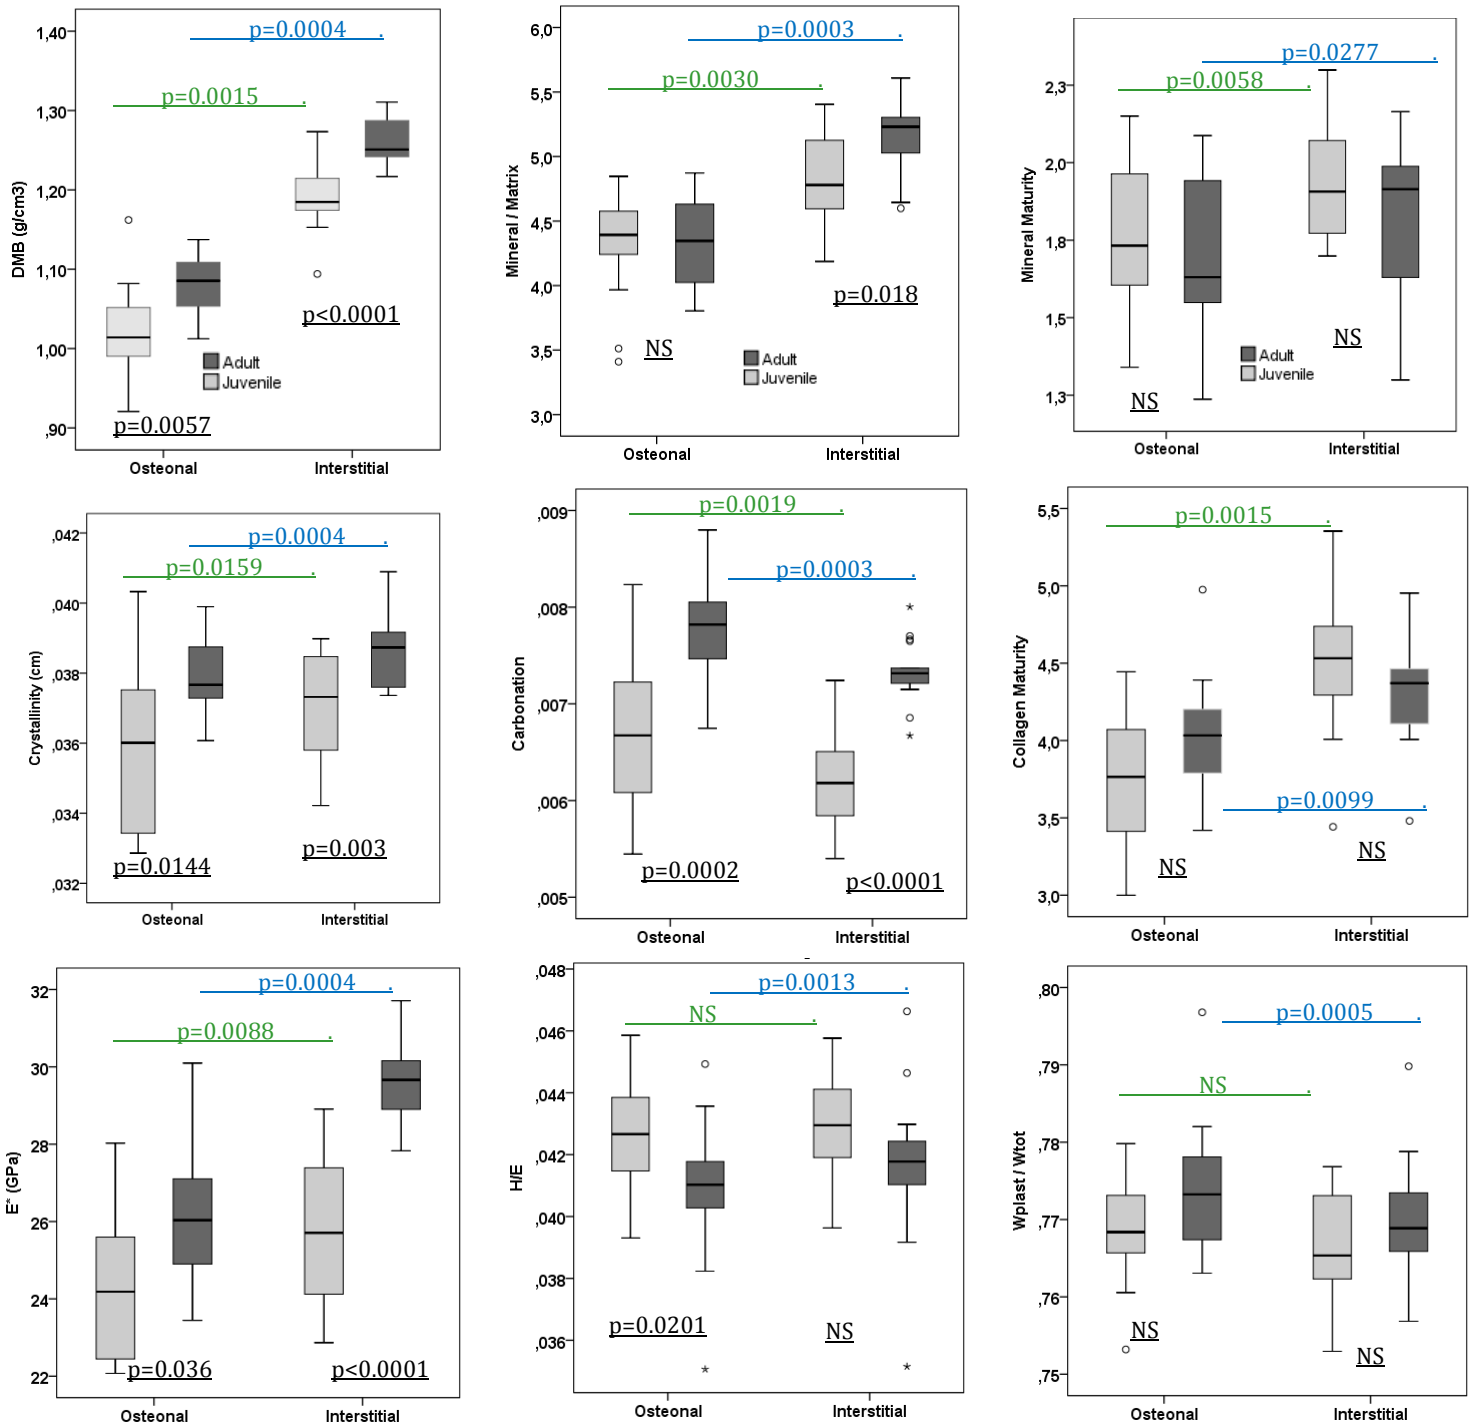 p=0.0004
p=0.0015
1,40
1,30
1,20
1,10
1,00
,90
DMB (g/cm3)
p<0.0001
Adult
Juvenile
p=0.0057
Osteonal Interstitial
p=0.0003
p=0.0030
6,0
5,5
5,0
4,5
4,0
3,5
3,0
Mineral / Matrix
p=0.018
NS
Adult
Juvenile
Osteonal Interstitial
p=0.0277
p=0.0058
2,3
2,0
1,8
1,5
1,3
Mineral Maturity
NS
Adult
Juvenile
NS
Osteonal Interstitial
p=0.0004
p=0.0159
,042
,040
,038
,036
,034
,032
Crystallinity (cm)
p=0.003
p=0.0144
Osteonal Interstitial
p=0.0019
p=0.0003
,009
,008
,007
,006
,005
Carbonation
p=0.0002
p<0.0001
Osteonal Interstitial
p=0.0015
5,5
5,0
4,5
4,0
3,5
3,0
Collagen Maturity
p=0.0099
NS
NS
Osteonal Interstitial
p=0.0004
p=0.0088
32
30
28
26
24
22
E* (GPa)
p=0.036
p<0.0001
Osteonal Interstitial
p=0.0013
NS
,048
,046
,044
,042
,040
,038
,036
H/E
p=0.0201
NS
Osteonal Interstitial
p=0.0005
NS
,80
,79
,78
,77
,76
,75
Wplast / Wtot
NS
NS
Osteonal Interstitial